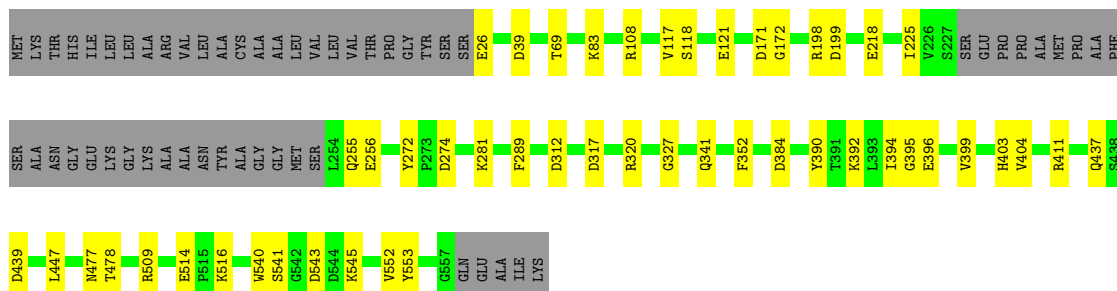 MET LYS THR HIS ILE LEU LEU ALA ARG VAL LEU ALA CYS ALA ALA LEU VAL LEU VAL THR PRO GLY TYR SER SER E26 D39 T69 K83 R108 V117 S118 E121 D171 G172 R198 D199 E218 I225 V226 S227 SER GLU PRO PRO ALA MET PRO ALA PHE
SER ALA ASN GLY GLU LYS GLY LYS ALA ALA ASN TYR ALA GLY GLY MET SER L254 Q255 E256 Y272 P273 D274 K281 F289 D312 D317 R320 G327 Q341 F352 D384 Y390 T391 K392 L393 I394 G395 E396 V399 H403 V404 R411 Q437 S438
D439 L447 N477 T478 R509 E514 P515 K516 W540 S541 G542 D543 D544 K545 V552 Y553 G557 GLN GLU ALA ILE LYS